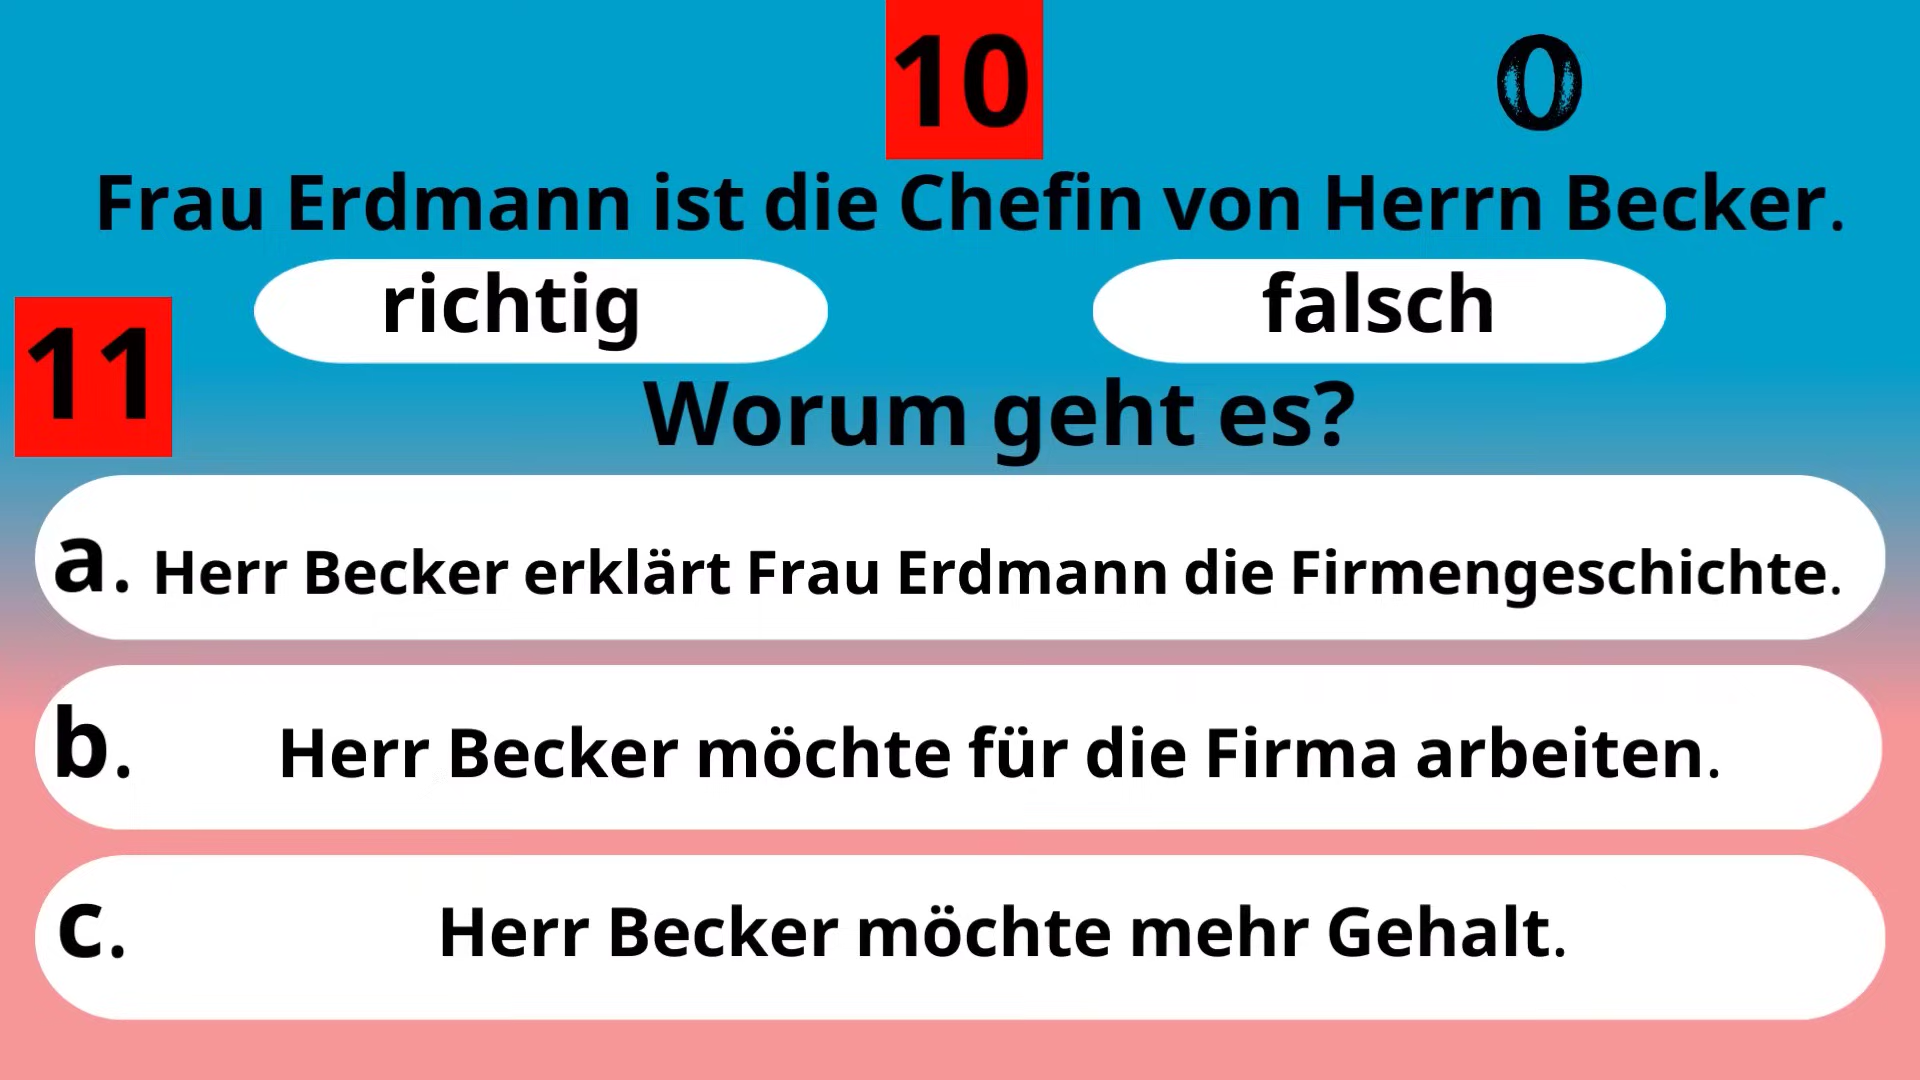 10
0
Frau Erdmann ist die Chefin von Herrn Becker.
richtig
falsch
11
Worum geht es?
a. Herr Becker erklärt Frau Erdmann die Firmengeschichte.
b. Herr Becker möchte für die Firma arbeiten.
c. Herr Becker möchte mehr Gehalt.